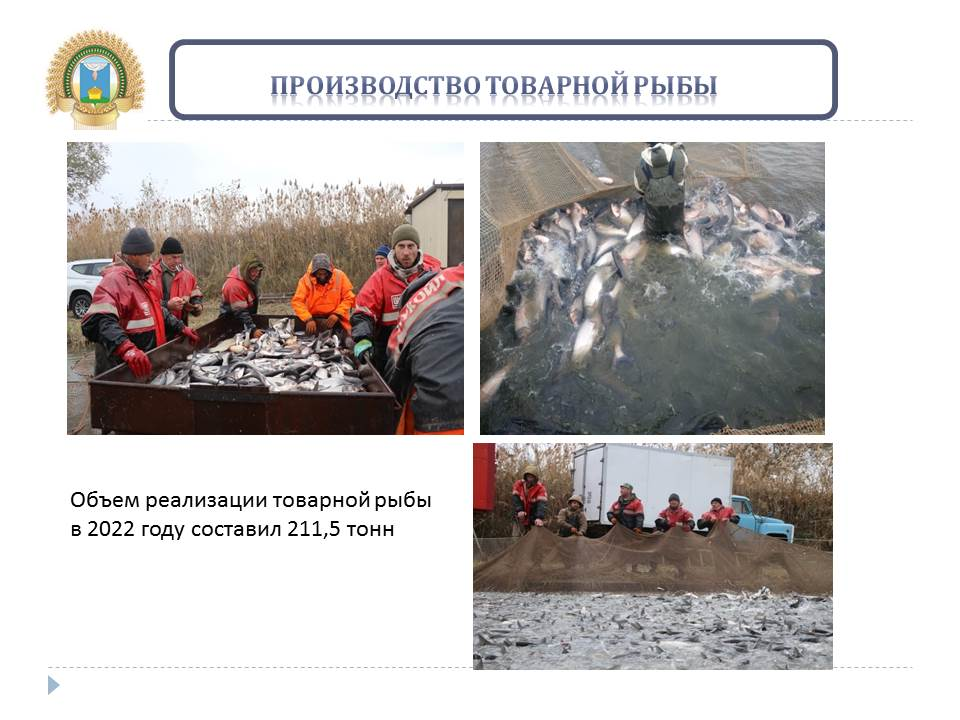 ПРОИЗВОДСТВО ТОВАРНОЙ РЫБЫ
Объем реализации товарной рыбы
в 2022 году составил 211,5 тонн